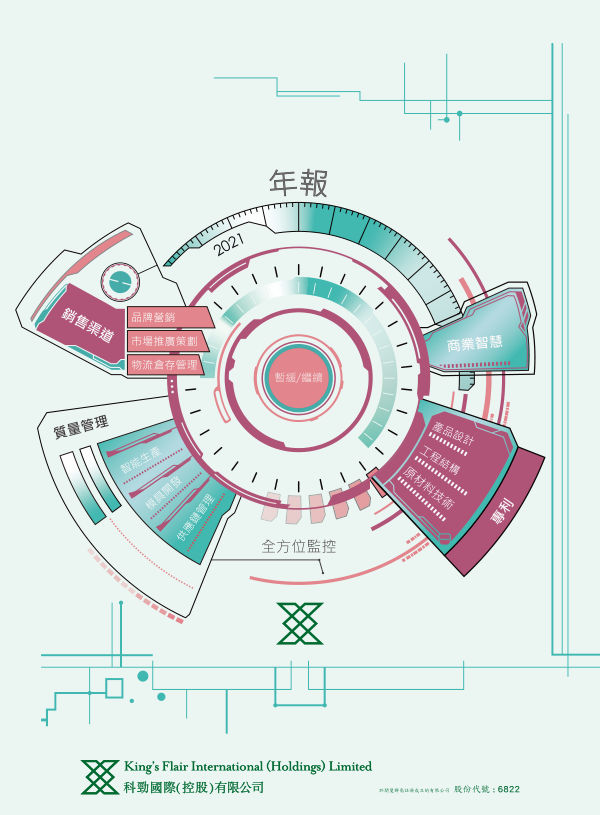 年報
2021
銷售渠道
品牌營銷
市場推廣策劃
物流倉存管理
暫緩/繼續
商業智慧
產品設計
工程結構
原材料技術
專利
質量管理
智能生產
模具開發
供應鏈管理
全方位監控
King's Flair International (Holdings) Limited
科勁國際(控股)有限公司
股份代號：6822